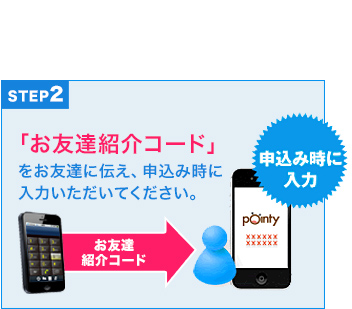 STEP2
「お友達紹介コード」
をお友達に伝え、申込み時に
入力いただいてください。
申込み時に
入力
お友達
紹介コード
pointy
xxxxxx
xxxxxx